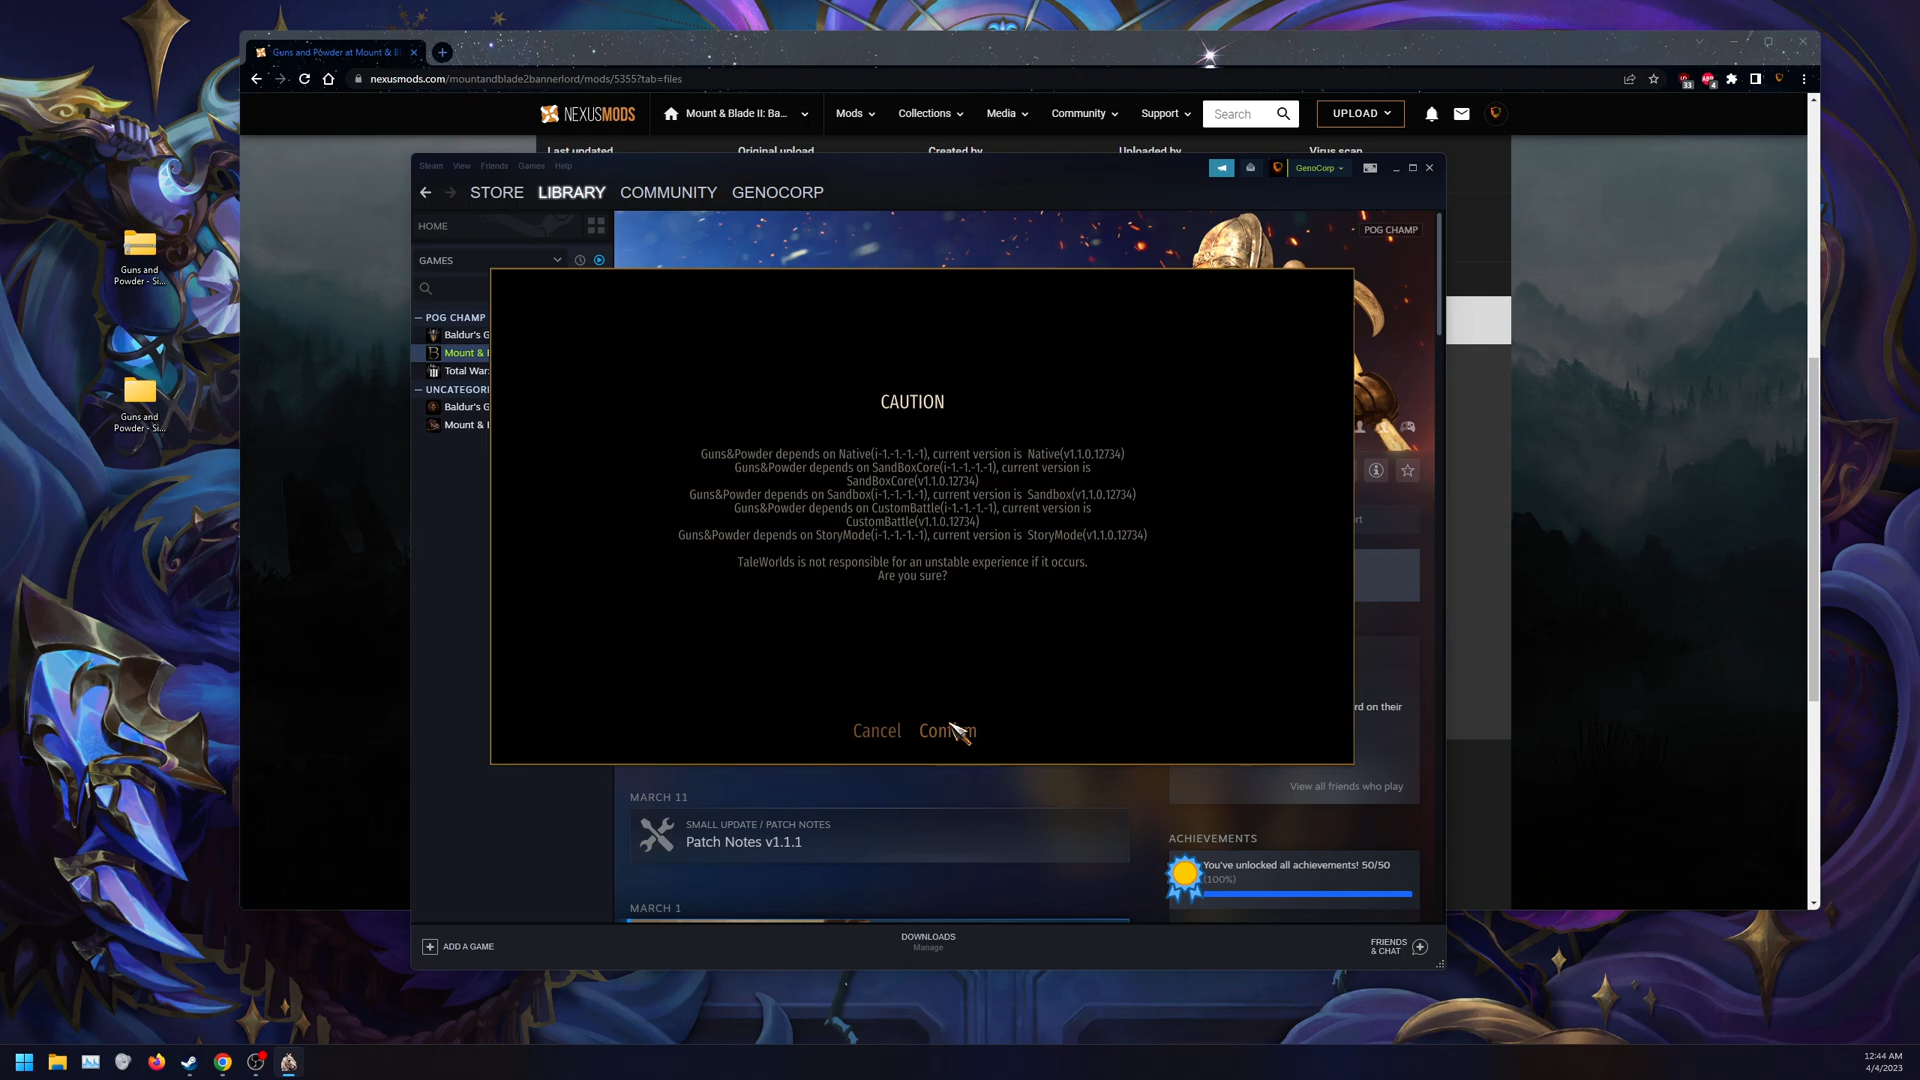 Guns and Powder at Mount & Bl
nexusmods.com/mountandblade2bannerlord/mods/5355?tab=files
33
4
NEXUSMODS
Mount & Blade II: Ba...
Mods
Collections
Media
Community
Support
Search
UPLOAD
Last updated
Original upload
Created by
Uploaded by
Virus scan
Steam View Friends Games Help
GenoCorp
STORE LIBRARY COMMUNITY GENOCORP
HOME
POG CHAMP
GAMES
Guns and
Powder - Si...
Guns and
Powder - Si...
— POG CHAMP
Baldur's G
Mount & I
Total War:
— UNCATEGORI
Baldur's G
Mount & I
CAUTION
Guns&Powder depends on Native(i-1.-1.-1.-1), current version is Native(v1.1.0.12734)
Guns&Powder depends on SandBoxCore(i-1.-1.-1.-1), current version is
SandBoxCore(v1.1.0.12734)
Guns&Powder depends on Sandbox(i-1.-1.-1.-1), current version is Sandbox(v1.1.0.12734)
Guns&Powder depends on CustomBattle(i-1.-1.-1.-1), current version is
CustomBattle(v1.1.0.12734)
Guns&Powder depends on StoryMode(i-1.-1.-1.-1), current version is StoryMode(v1.1.0.12734)
TaleWorlds is not responsible for an unstable experience if it occurs.
Are you sure?
Cancel Confirm
rt
rd on their
View all friends who play
MARCH 11
SMALL UPDATE / PATCH NOTES
Patch Notes v1.1.1
MARCH 1
ACHIEVEMENTS
You've unlocked all achievements! 50/50
(100%)
ADD A GAME
DOWNLOADS
Manage
FRIENDS
& CHAT
12:44 AM
4/4/2023